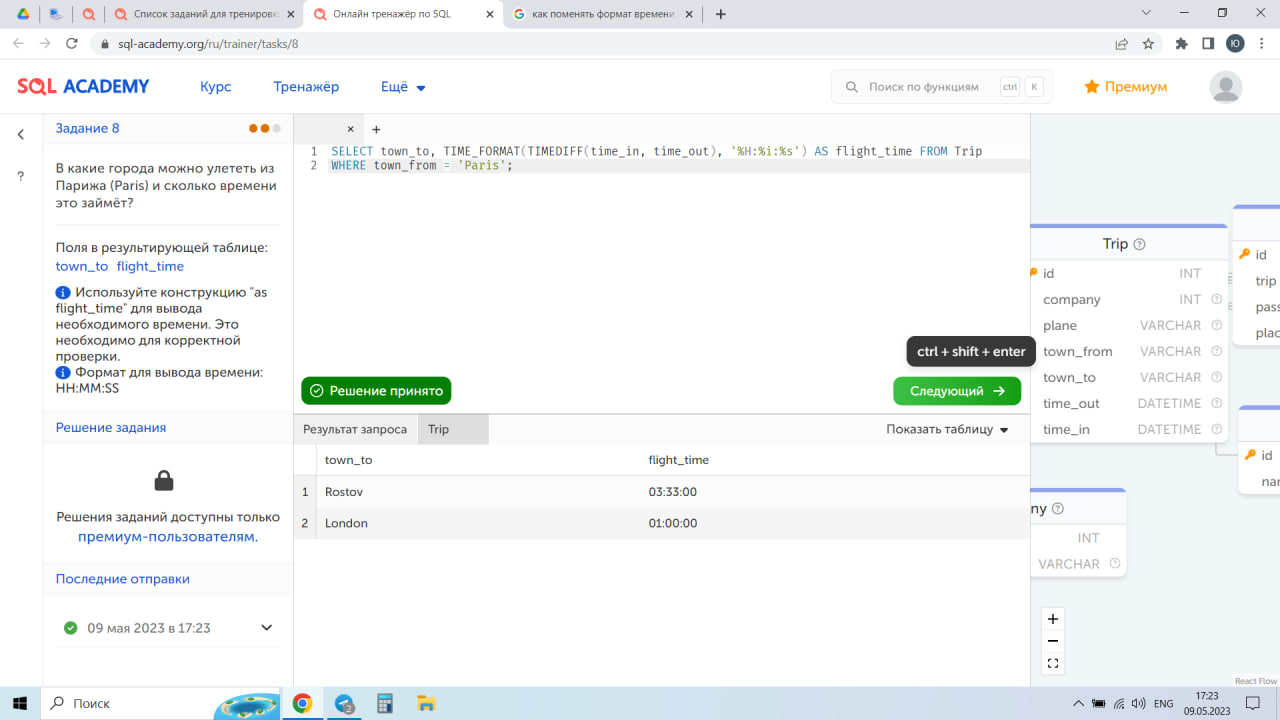 Список заданий для тренировк
Онлайн тренажёр по SQL
как поменять формат времени
sql-academy.org/ru/trainer/tasks/8
Ю
SQL ACADEMY
Курс
Тренажёр
Ещё
Поиск по функциям
ctrl
K
Премиум
Задание 8
В какие города можно улететь из
Парижа (Paris) и сколько времени
это займёт?
Поля в результирующей таблице:
town_to flight_time
Используйте конструкцию "as
flight_time" для вывода
необходимого времени. Это
необходимо для корректной
проверки.
Формат для вывода времени:
HH:MM:SS
Решение задания
Решения заданий доступны только
премиум-пользователям.
Последние отправки
09 мая 2023 в 17:23
1 SELECT town_to, TIME_FORMAT(TIMEDIFF(time_in, time_out), '%H:%i:%s') AS flight_time FROM Trip
2 WHERE town_from = 'Paris';
ctrl + shift + enter
Решение принято
Следующий
Результат запроса
Trip
Показать таблицу
town_to flight_time
1 Rostov 03:33:00
2 London 01:00:00
Trip
id INT
company INT
plane VARCHAR
town_from VARCHAR
town_to VARCHAR
time_out DATETIME
time_in DATETIME
id
trip
pass
plac
id
nar
ny
INT
VARCHAR
React Flow
Поиск
2
ENG
17:23
09.05.2023